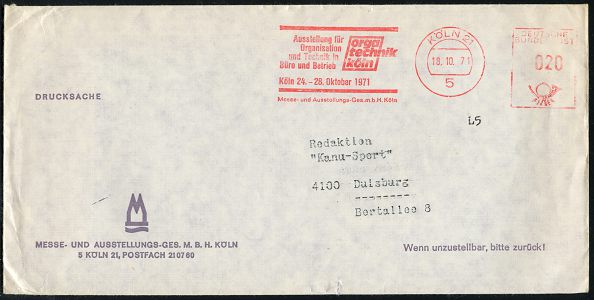 Ausstellung für
Organisation
und Technik in
Büro und Betrieb
orga
technik
köln
Köln 24.-28. Oktober 1971
Messe- und Ausstellungs-Ges.m.b.H.Köln
KÖLN 21
18.10.71
5
DEUTSCHE
BUNDESPOST
020
DRUCKSACHE
L5
Redaktion
"Kanu-Sport"
4100 Duisburg
--------
Bertallee 8
M
MESSE- UND AUSSTELLUNGS-GES. M. B. H. KÖLN
5 KÖLN 21, POSTFACH 210760
Wenn unzustellbar, bitte zurück!